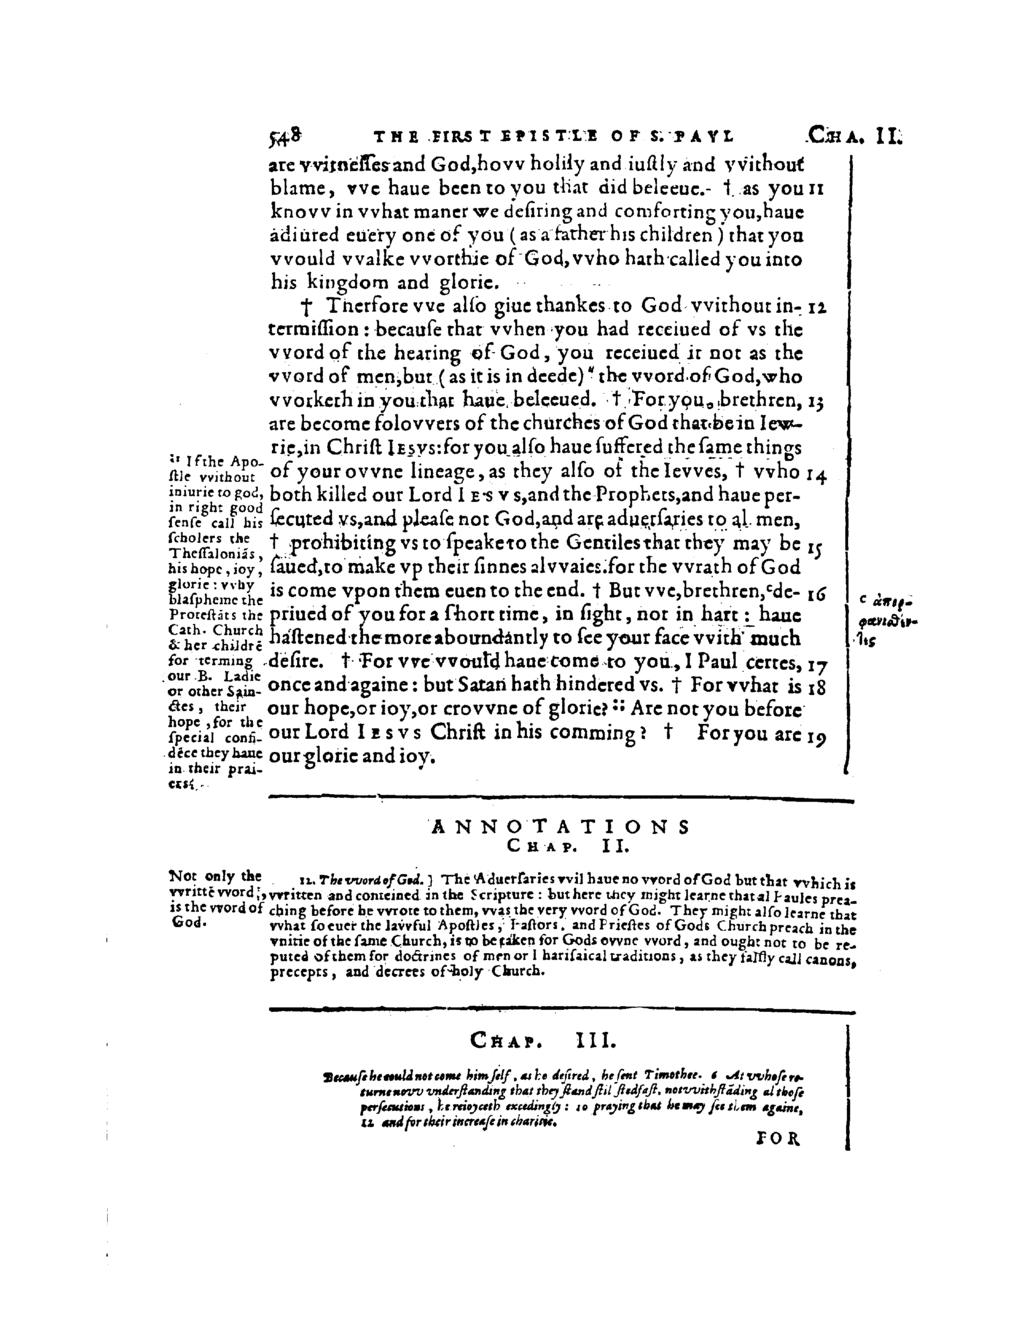 548 THE FIRST EPISTLE OF S. PAVL CHA. II.
are vvitnesses and God, hovv holily and iustly and vvithout
blame, vve haue been to you that did beleeue. - † as you 11
knovv in vvhat maner we desiring and comforting you, haue
adiured euery one of you (as a father his children) that you
vvould vvalke vvorthie of God, vvho hath called you into
his kingdom and glorie.
† Therfore vve also giue thankes to God vvithout in- 12
termission: because that vvhen you had receiued of vs the
vvord of the hearing of God, you receiued it not as the
vvord of men, but (as it is in deede) " the vvord of God, who
vvorketh in you that haue beleeued. † For you, brethren, 13
are become folovvers of the churches of God that be in Iew-
rie, in Christ IESVS: for you also haue suffered the same things
of your ovvne lineage, as they also of the Ievves, † vvho 14
both killed our Lord IESVS, and the Prophets, and haue per-
secuted vs, and please not God, and are aduersaries to al men,
† prohibiting vs to speake to the Gentiles that they may be 15
saued, to make vp their sinnes alvvaies. for the vvrath of God
is come vpon them euen to the end. † But vve, brethren, ᶜde- 16
priued of you for a short time, in sight, not in hart: haue
hastened the more aboundantly to see your face vvith much
desire. † For vve vvould haue come to you, I Paul certes, 17
once and againe: but Satan hath hindered vs. † For vvhat is 18
our hope, or ioy, or crovvne of glorie? :: Are not you before
our Lord IESVS Christ in his comming? † For you are 19
our glorie and ioy.
:: If the Apo-
stle vvithout
iniurie to god,
in right good
sense call his
scholers the
Thessaloniās,
his hope, ioy,
glorie: vvhy
blaspheme the
Protestāts the
Cath. Church
& her childrē
for terming
our B. Ladie
or other Sain-
ctes, their
hope, for the
special confi-
dēce they haue
in their prai-
ers?
c ἀπορ-
φανισθέν-
τες
ANNOTATIONS
CHAP. II.
Not only the
vvrittē vvord,
is the vvord of
God.
12. The vvord of God.] The Aduersaries vvil haue no vvord of God but that vvhich is
vvritten and conteined in the Scripture: but here they might learne that al Paules prea-
ching before he vvrote to them, vvas the very vvord of God. They might also learne that
vvhat soeuer the lavvful Apostles, Pastors, and Priestes of Gods Church preach in the
vnitie of the same Church, is to be taken for Gods ovvne vvord, and ought not to be re-
puted of them for doctrines of men or Pharisaical traditions, as they falsly call canons,
precepts, and decrees of holy Church.
CHAP. III.
Because he could not come him self, as he desired, he sent Timothee. 6 At vvhose re-
turne novv vnderstanding that they stand stil stedfast, notvvithstāding al those
persecutions, he reioyceth excedingly: 10 praying that he may see them againe,
12 and for their increase in charitie.
FOR